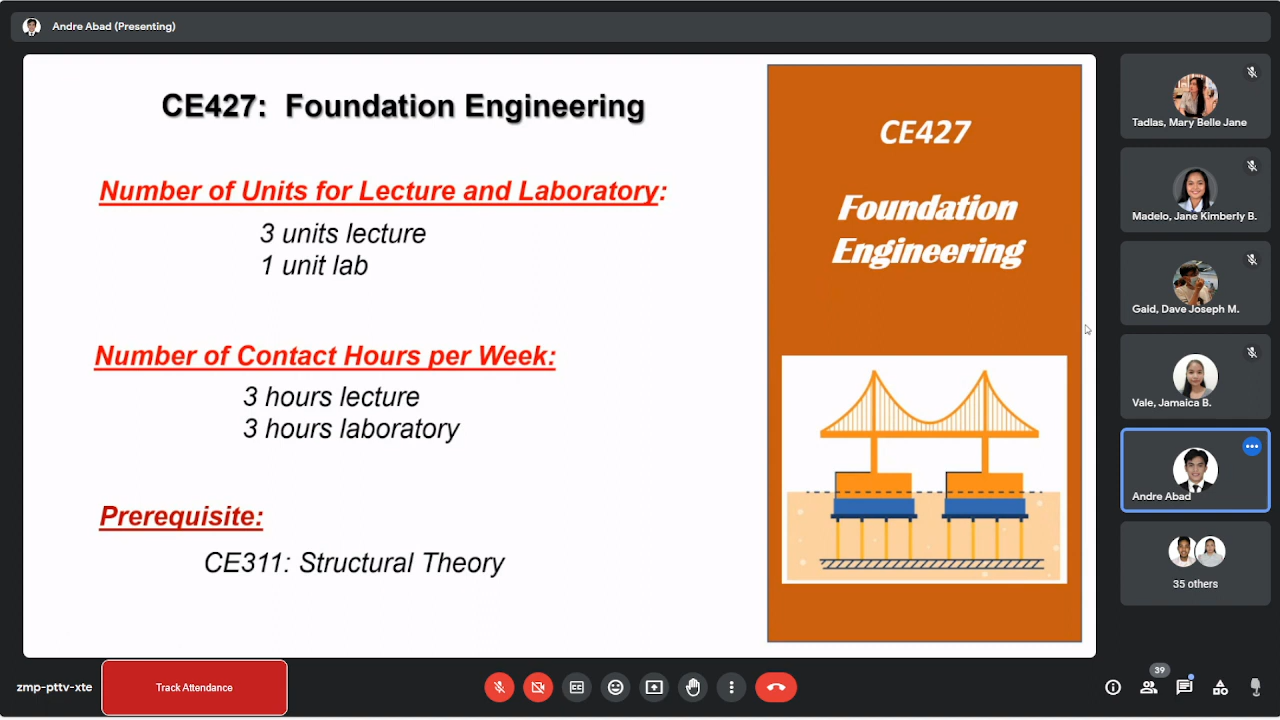 Andre Abad (Presenting)
CE427: Foundation Engineering
Number of Units for Lecture and Laboratory:
3 units lecture
1 unit lab
Number of Contact Hours per Week:
3 hours lecture
3 hours laboratory
Prerequisite:
CE311: Structural Theory
CE427
Foundation
Engineering
Tadlas, Mary Belle Jane
Madelo, Jane Kimberly B.
Gaid, Dave Joseph M.
Vale, Jamaica B.
Andre Abad
35 others
zmp-pttv-xte
Track Attendance
CC
39